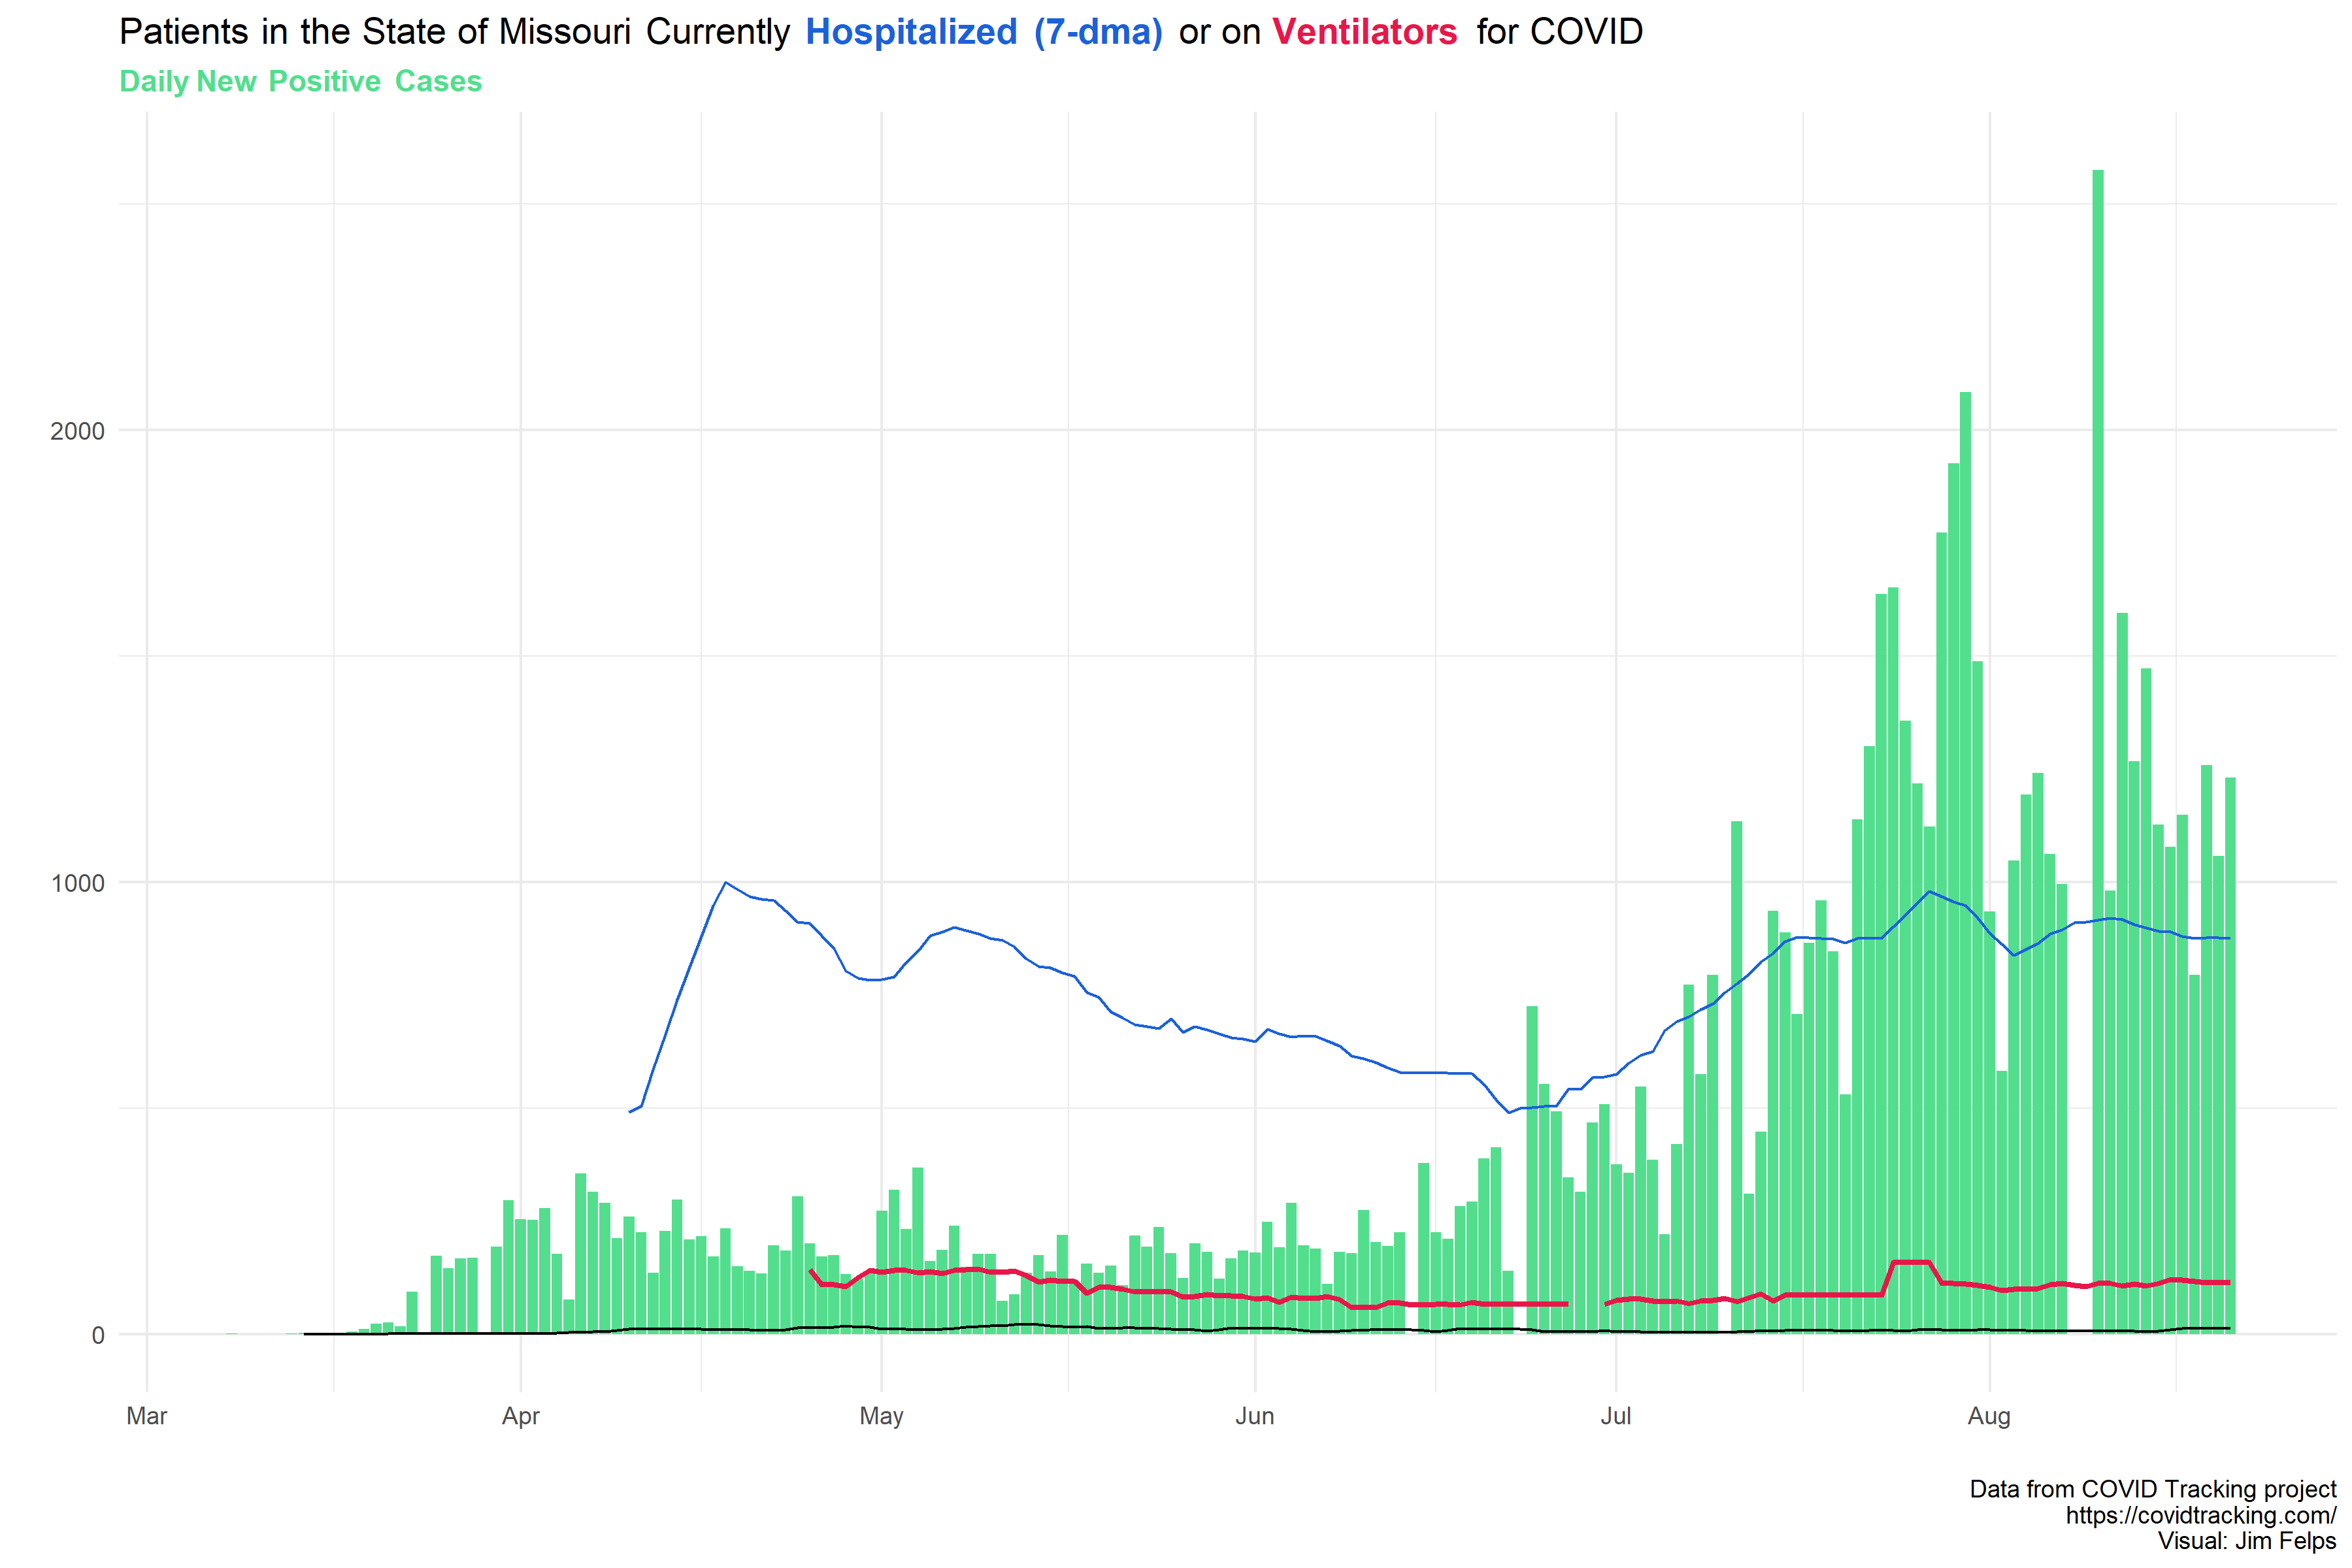 Patients in the State of Missouri Currently Hospitalized (7-dma) or on Ventilators for COVID
Daily New Positive Cases
2000
1000
0
Mar Apr May Jun Jul Aug
Data from COVID Tracking project
https://covidtracking.com/
Visual: Jim Felps